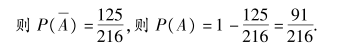 则 P(A̅) = 125/216, 则 P(A) = 1 - 125/216 = 91/216.